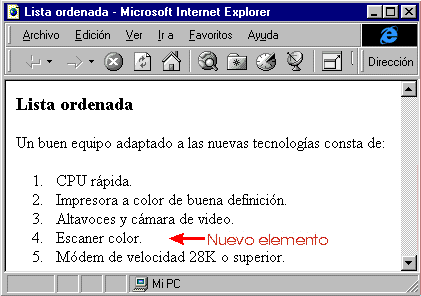 Lista ordenada - Microsoft Internet Explorer
Archivo Edición Ver Ir a Favoritos Ayuda
Dirección
Lista ordenada
Un buen equipo adaptado a las nuevas tecnologías consta de:
1. CPU rápida.
2. Impresora a color de buena definición.
3. Altavoces y cámara de video.
4. Escaner color. Nuevo elemento
5. Módem de velocidad 28K o superior.
Mi PC